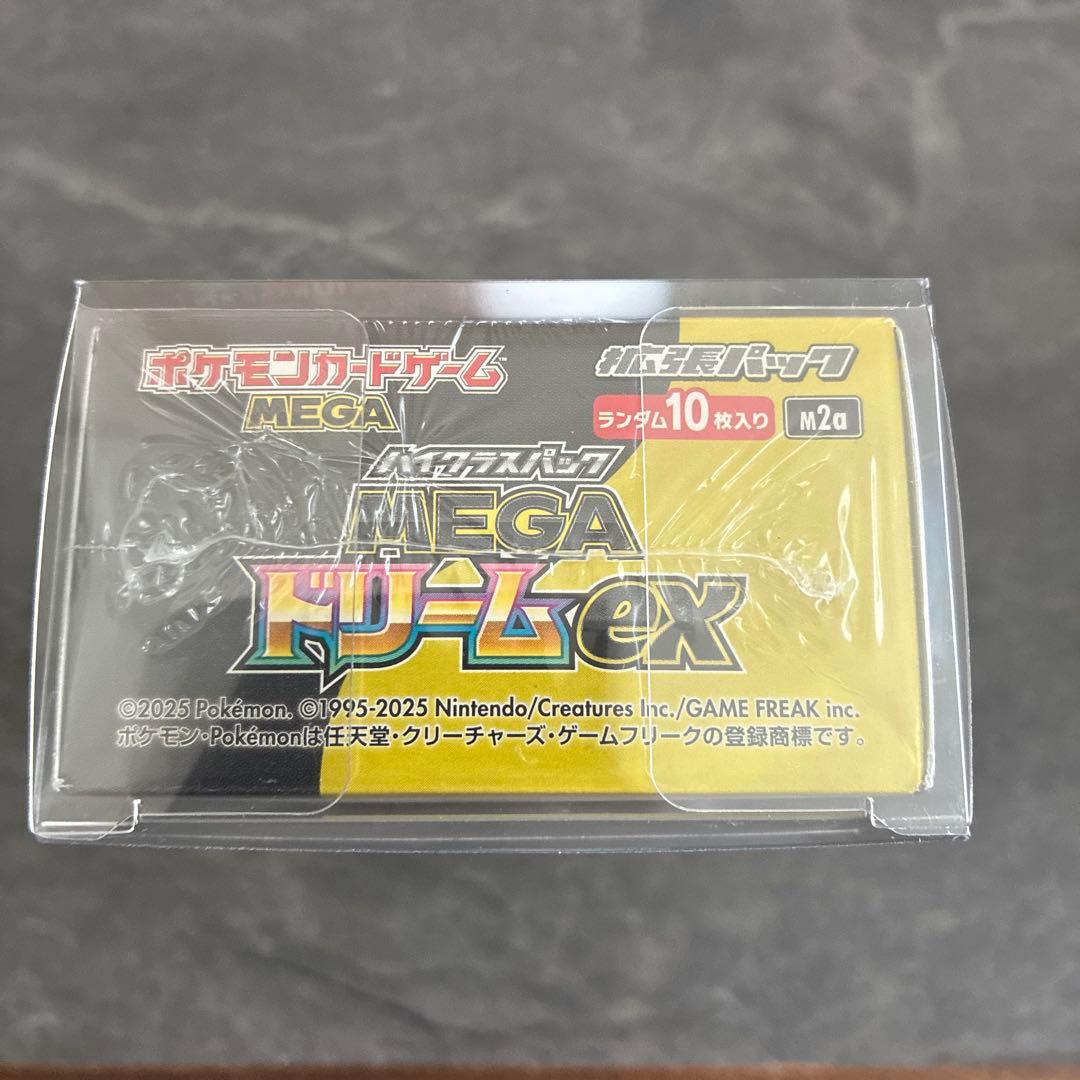 ポケモンカードゲーム™
MEGA
拡張パック
ランダム10枚入り
M2a
ハイクラスパック
MEGA
ドリームex
©2025 Pokémon. ©1995-2025 Nintendo/Creatures Inc./GAME FREAK inc.
ポケモン・Pokémonは任天堂・クリーチャーズ・ゲームフリークの登録商標です。